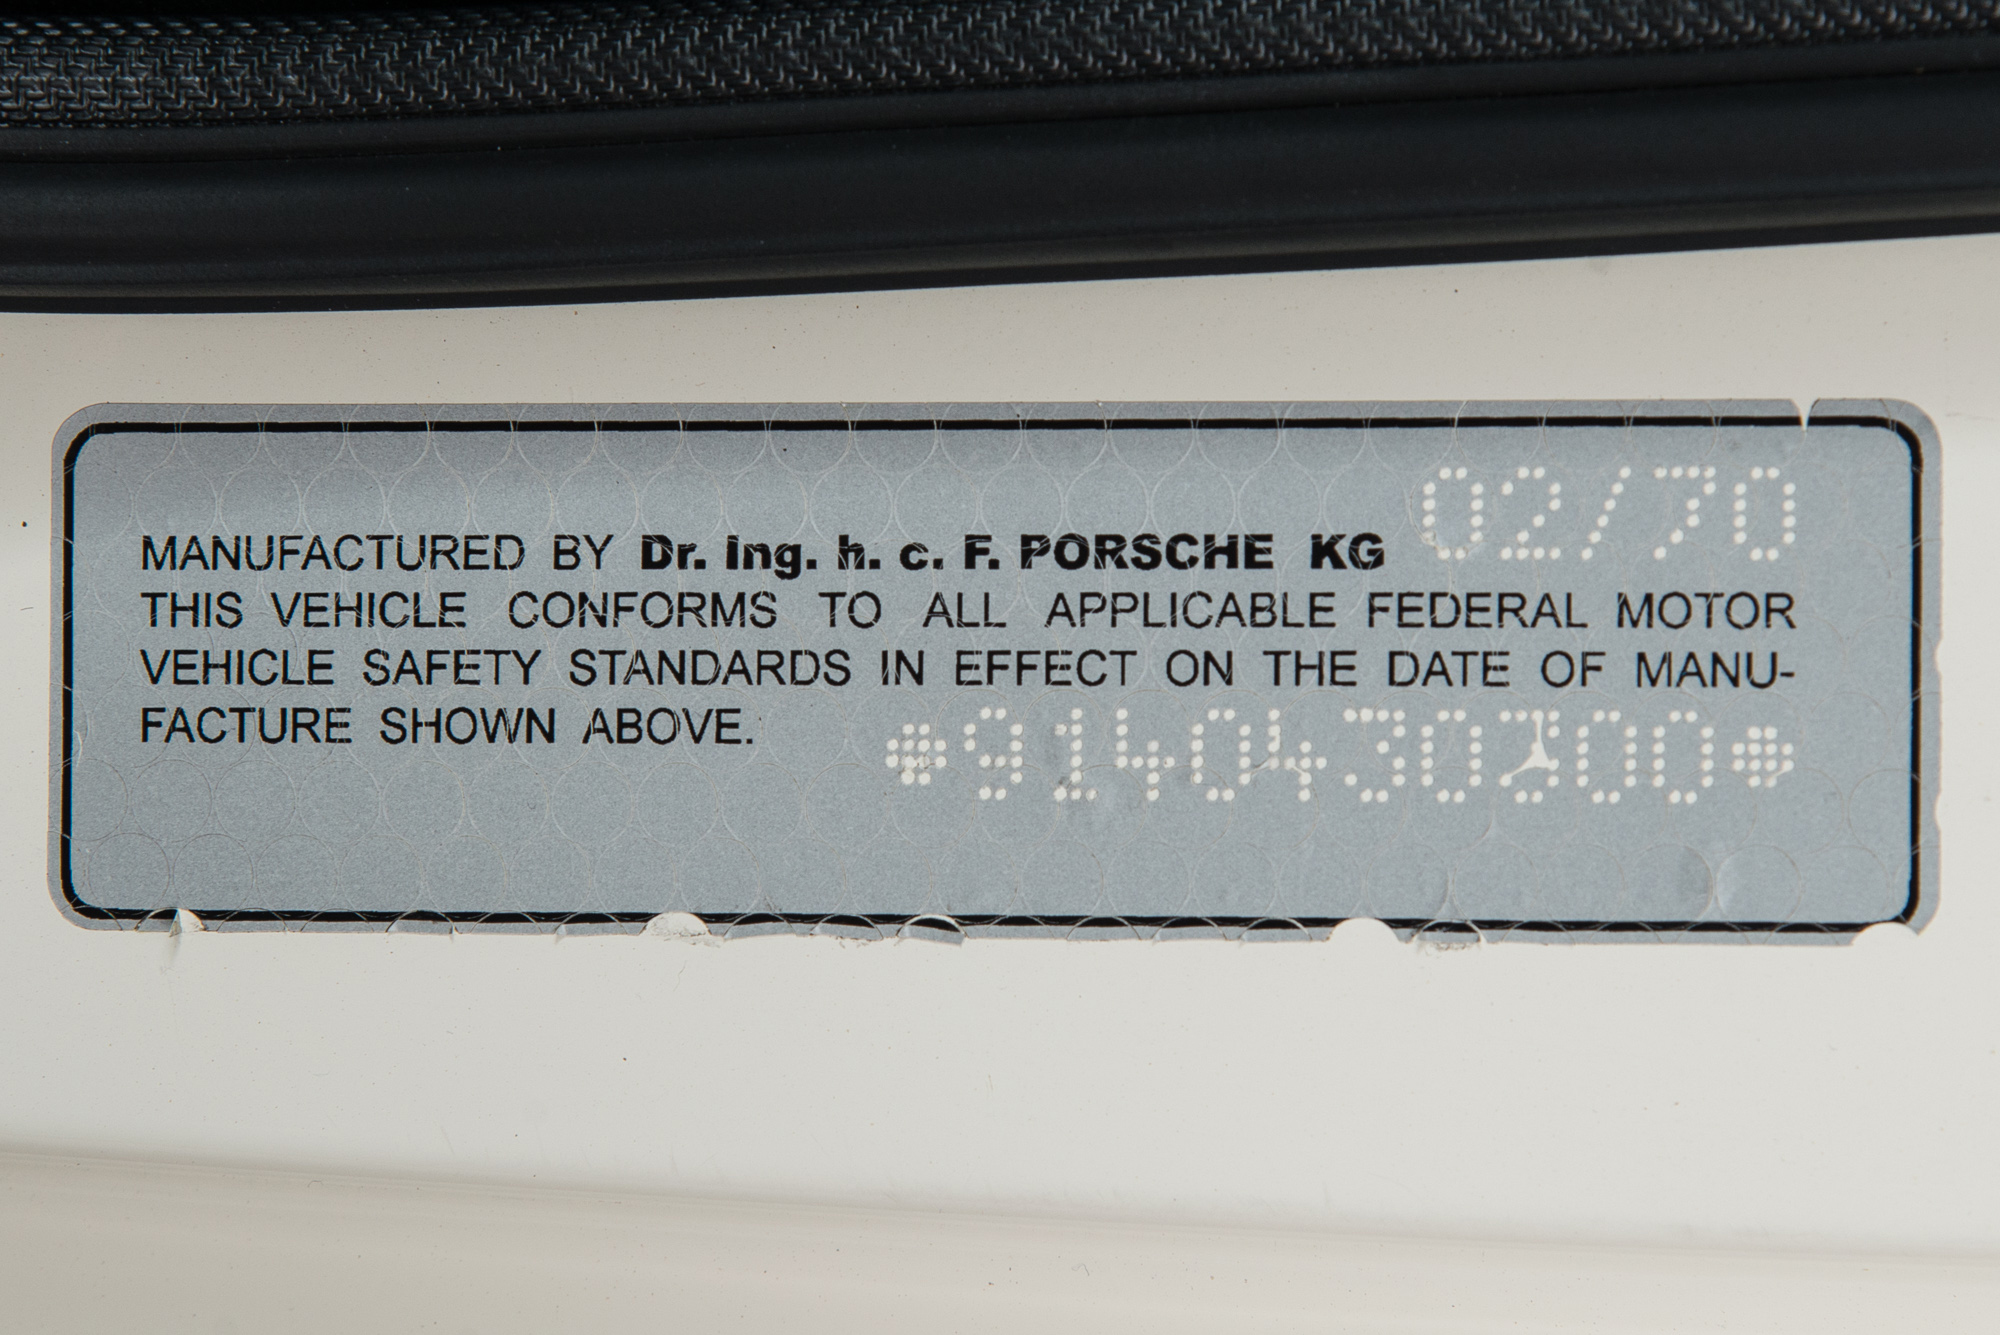 02/70
MANUFACTURED BY Dr. Ing. h. c. F. PORSCHE KG
THIS VEHICLE CONFORMS TO ALL APPLICABLE FEDERAL MOTOR
VEHICLE SAFETY STANDARDS IN EFFECT ON THE DATE OF MANU-
FACTURE SHOWN ABOVE.
*9140430300*